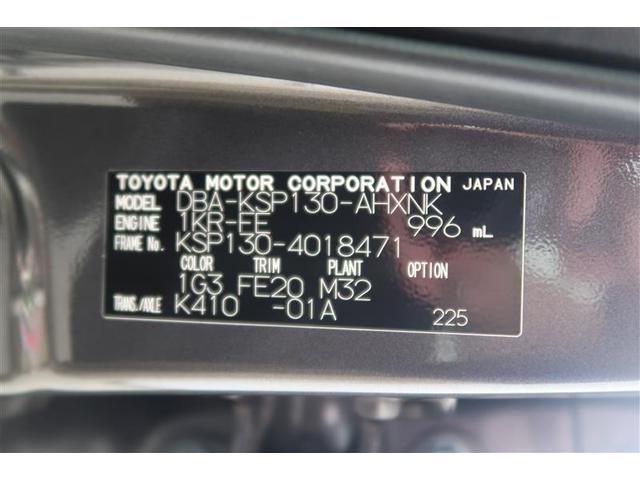 TOYOTA MOTOR CORPORATION JAPAN
MODEL DBA-KSP130-AHXNK
ENGINE 1KR-FE 996 mL
FRAME No. KSP130-4018471
COLOR TRIM PLANT OPTION
1G3 FE20 M32
TRANS./AXLE K410 -01A 225